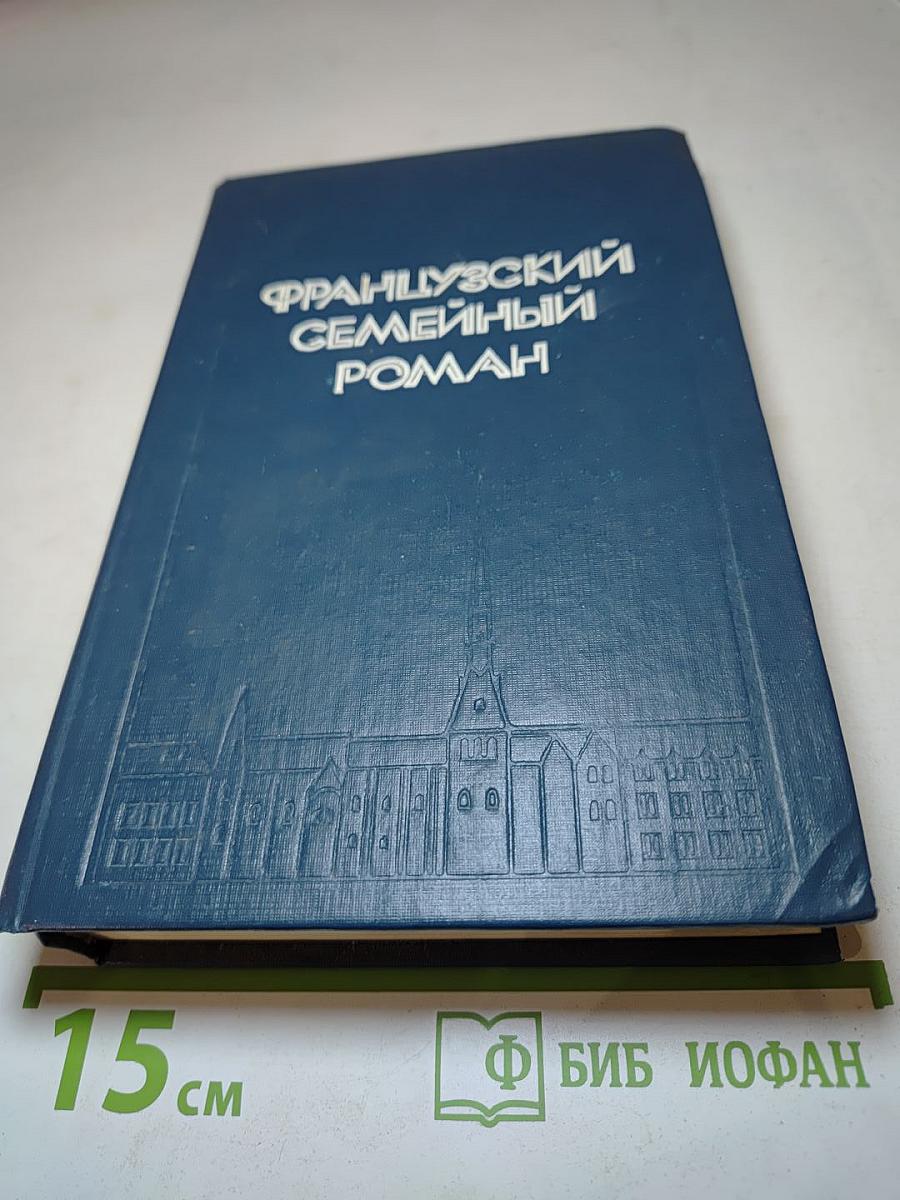 ФРАНЦУЗСКИЙ
СЕМЕЙНЫЙ
РОМАН
15 см
Ф БИБ ИОФАН